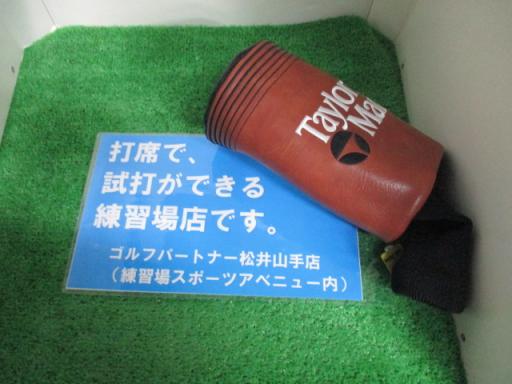 Taylor
Ma
打席で、
試打ができる
練習場店です。
ゴルフパートナー松井山手店
（練習場スポーツアベニュー内）